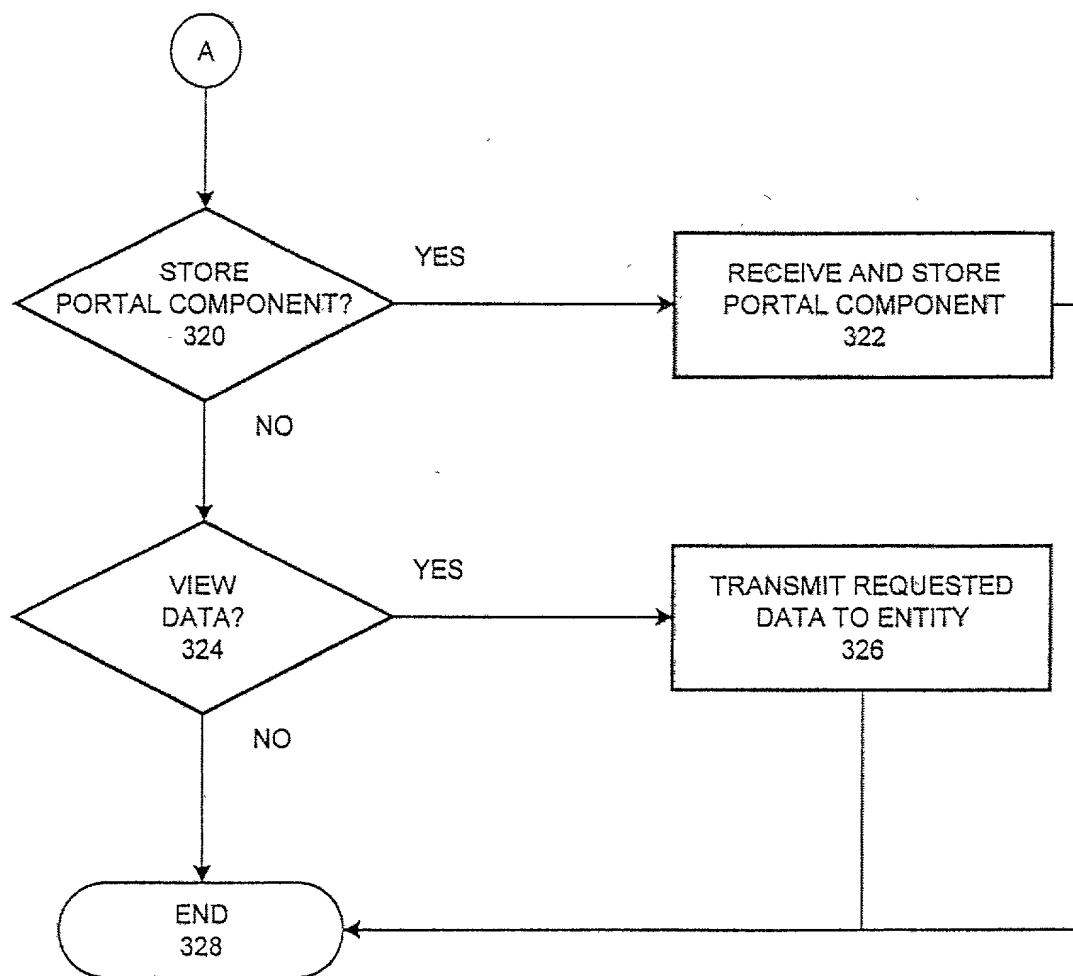 A
STORE
PORTAL COMPONENT?
320
YES
RECEIVE AND STORE
PORTAL COMPONENT
322
NO
VIEW
DATA?
324
YES
TRANSMIT REQUESTED
DATA TO ENTITY
326
NO
END
328